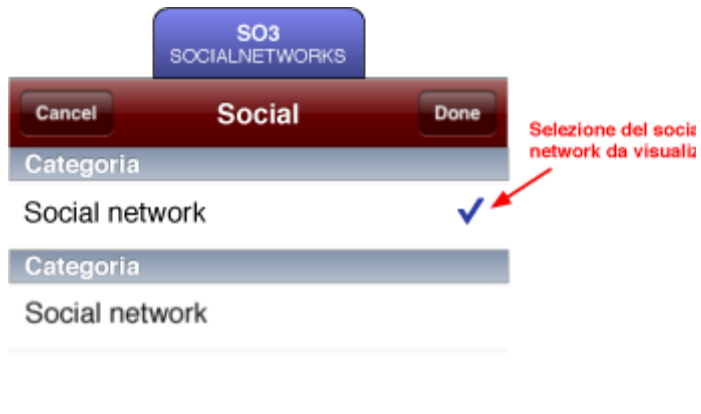 SO3
SOCIALNETWORKS
Cancel Social Done
Selezione del
network da
Categoria
Social network
Categoria
Social network